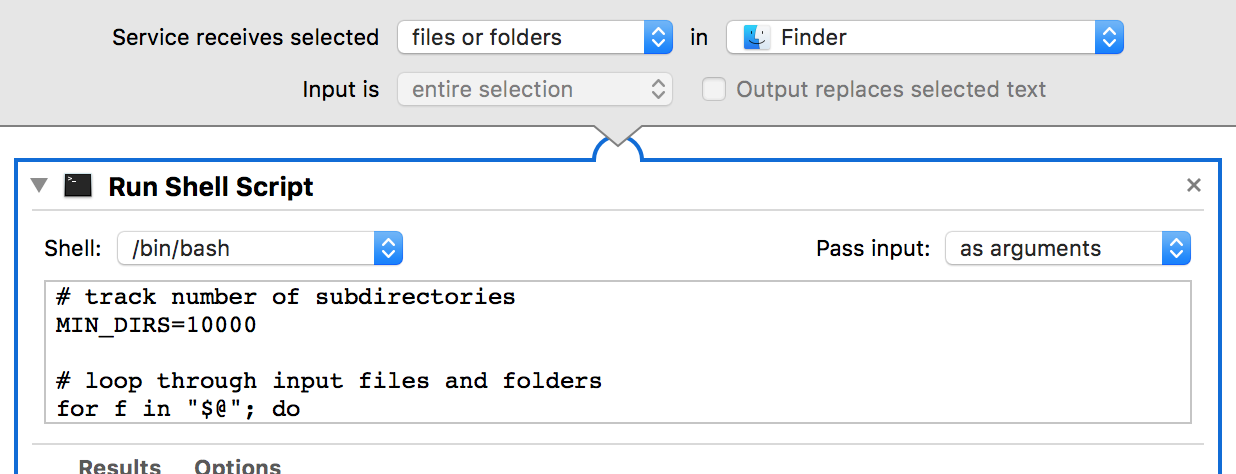 Service receives selected files or folders in Finder
Input is entire selection Output replaces selected text
>_
Run Shell Script
Shell: /bin/bash Pass input: as arguments
# track number of subdirectories
MIN_DIRS=10000
# loop through input files and folders
for f in "$@"; do
Results Options